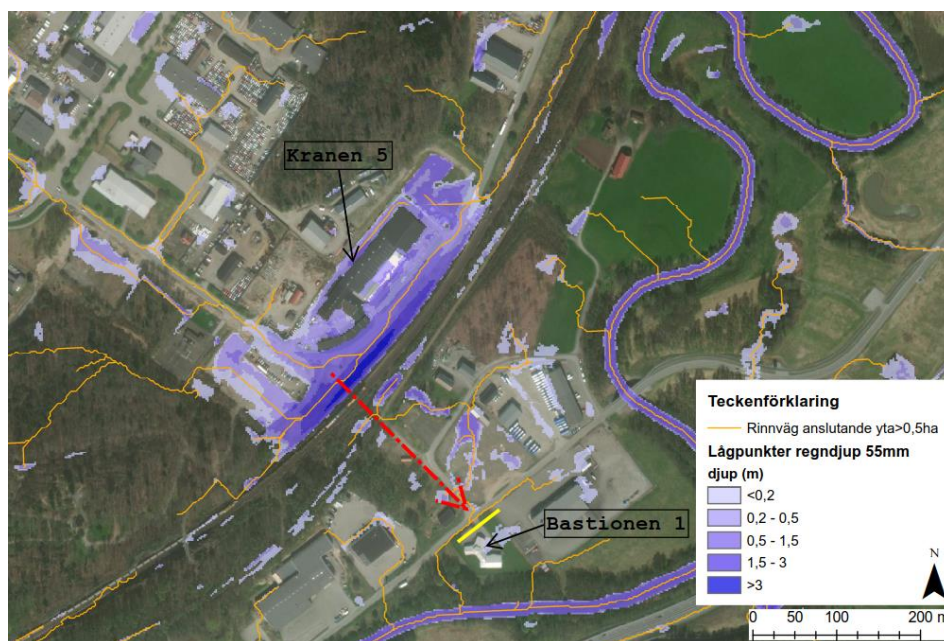 Kranen 5
Bastionen 1
Teckenförklaring
Rinnväg anslutande yta>0,5ha
Lågpunkter regndjup 55mm
djup (m)
<0,2
0,2 - 0,5
0,5 - 1,5
1,5 - 3
>3
N
0 50 100 200 m